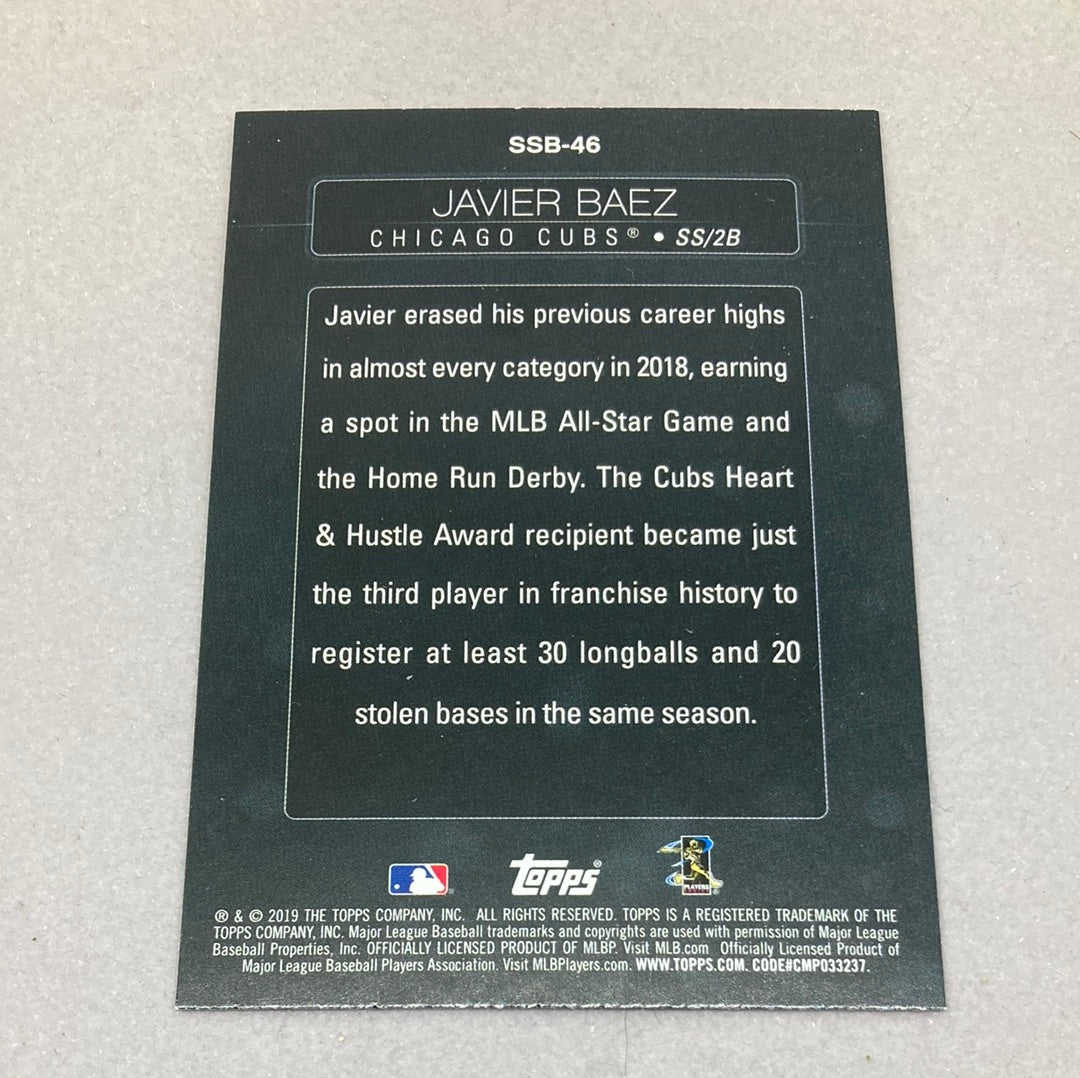 SSB-46
JAVIER BAEZ
CHICAGO CUBS® • SS/2B
Javier erased his previous career highs
in almost every category in 2018, earning
a spot in the MLB All-Star Game and
the Home Run Derby. The Cubs Heart
& Hustle Award recipient became just
the third player in franchise history to
register at least 30 longballs and 20
stolen bases in the same season.
Topps®
PLAYERS
® & © 2019 THE TOPPS COMPANY, INC. ALL RIGHTS RESERVED. TOPPS IS A REGISTERED TRADEMARK OF THE
TOPPS COMPANY, INC. Major League Baseball trademarks and copyrights are used with permission of Major League
Baseball Properties, Inc. OFFICIALLY LICENSED PRODUCT OF MLBP. Visit MLB.com Officially Licensed Product of
Major League Baseball Players Association. Visit MLBPlayers.com. WWW.TOPPS.COM. CODE#CMP033237.